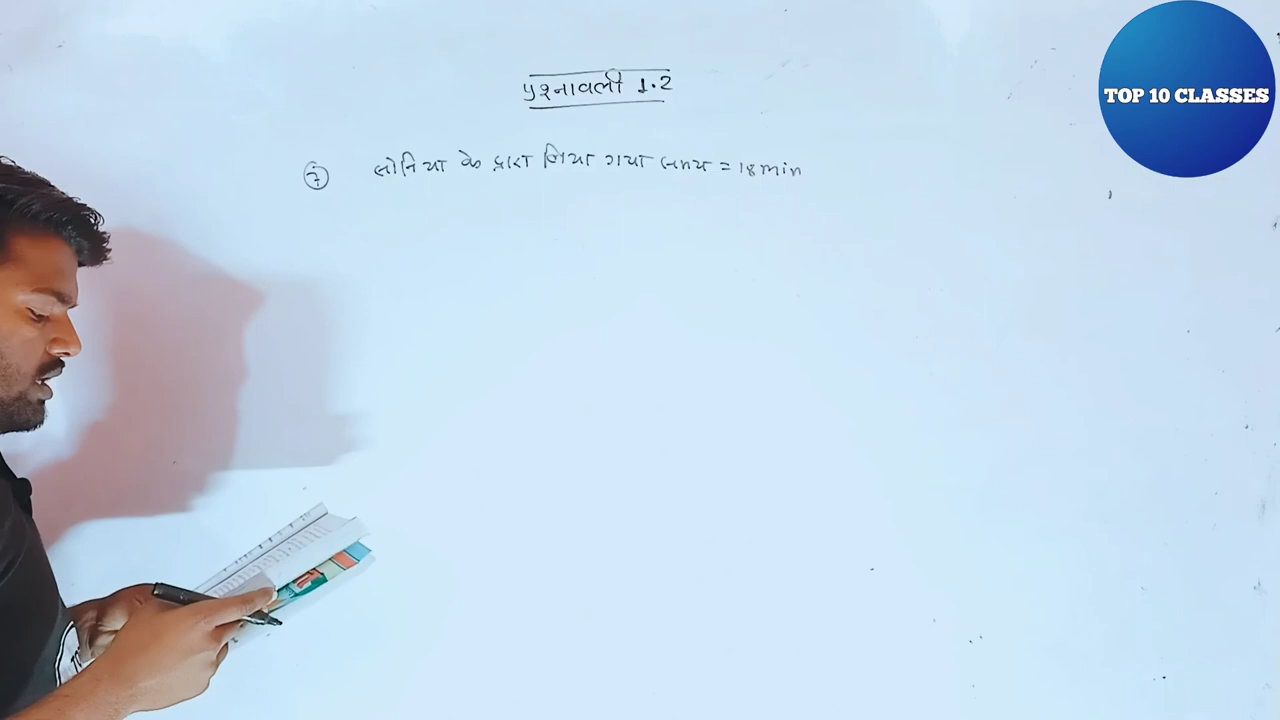 प्रश्नावली 1.2
7 सोनिया के द्वारा लिया गया समय = 18 min
TOP 10 CLASSES